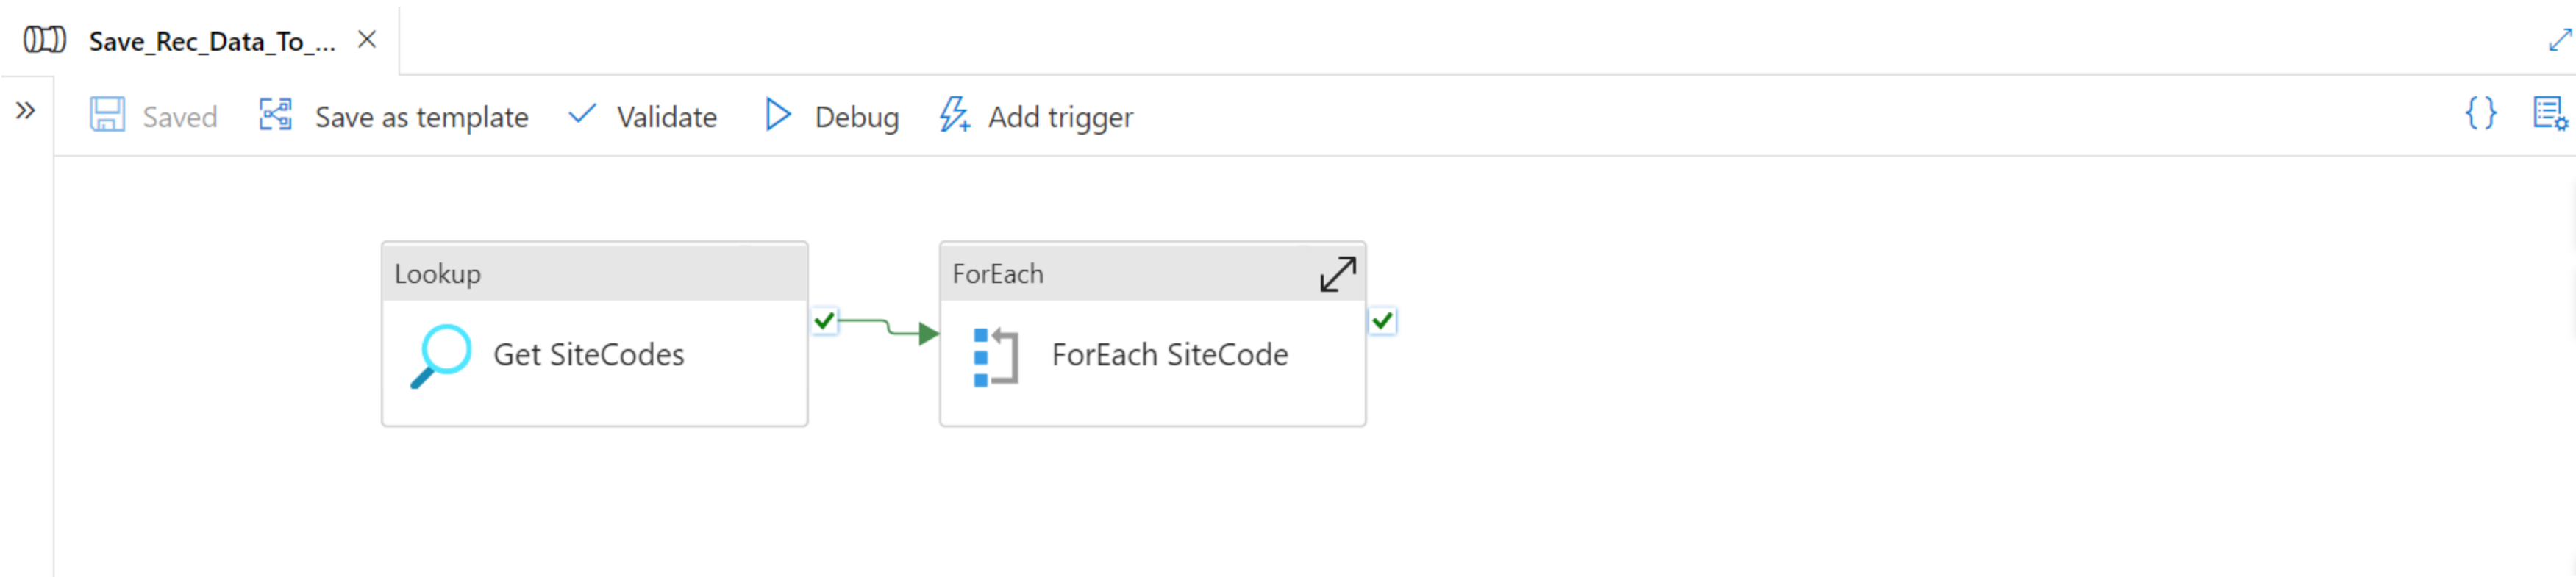 Save_Rec_Data_To_...
Saved Save as template Validate Debug Add trigger
Lookup
Get SiteCodes
ForEach
ForEach SiteCode